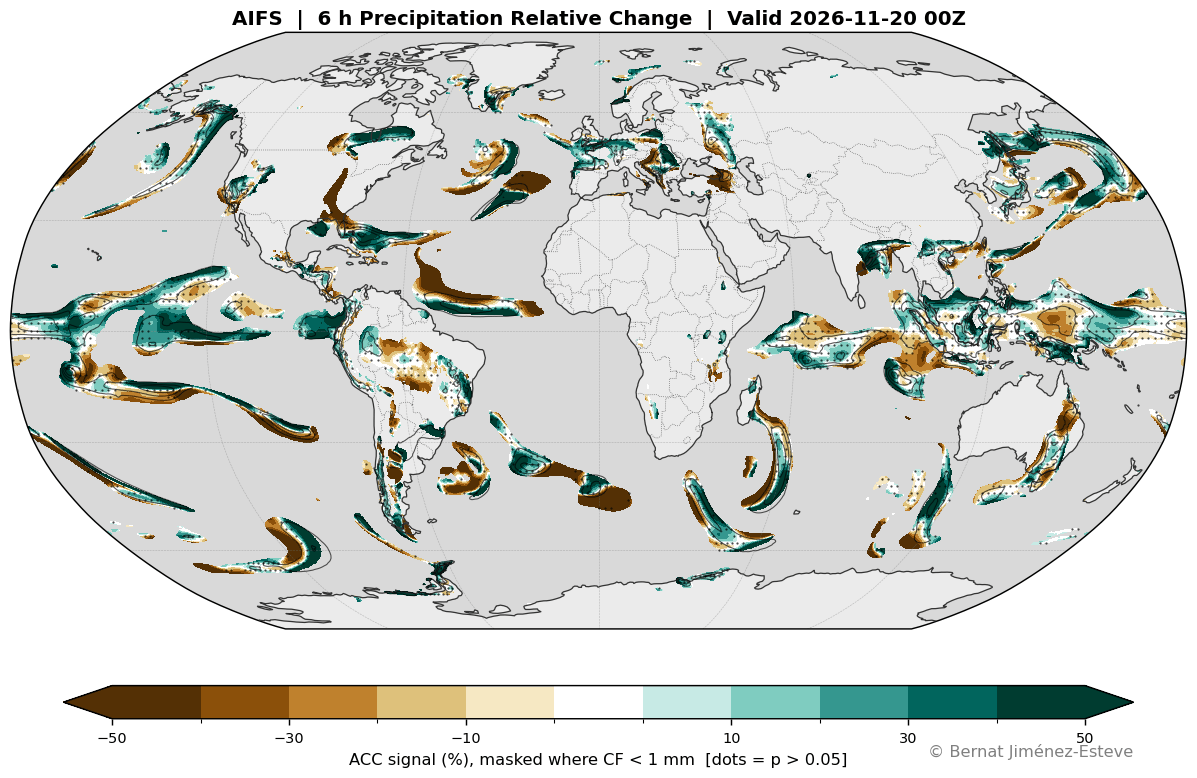 AIFS | 6 h Precipitation Relative Change | Valid 2026-11-20 00Z
−50 −30 −10 10 30 50
ACC signal (%), masked where CF < 1 mm [dots = p > 0.05]
© Bernat Jiménez-Esteve